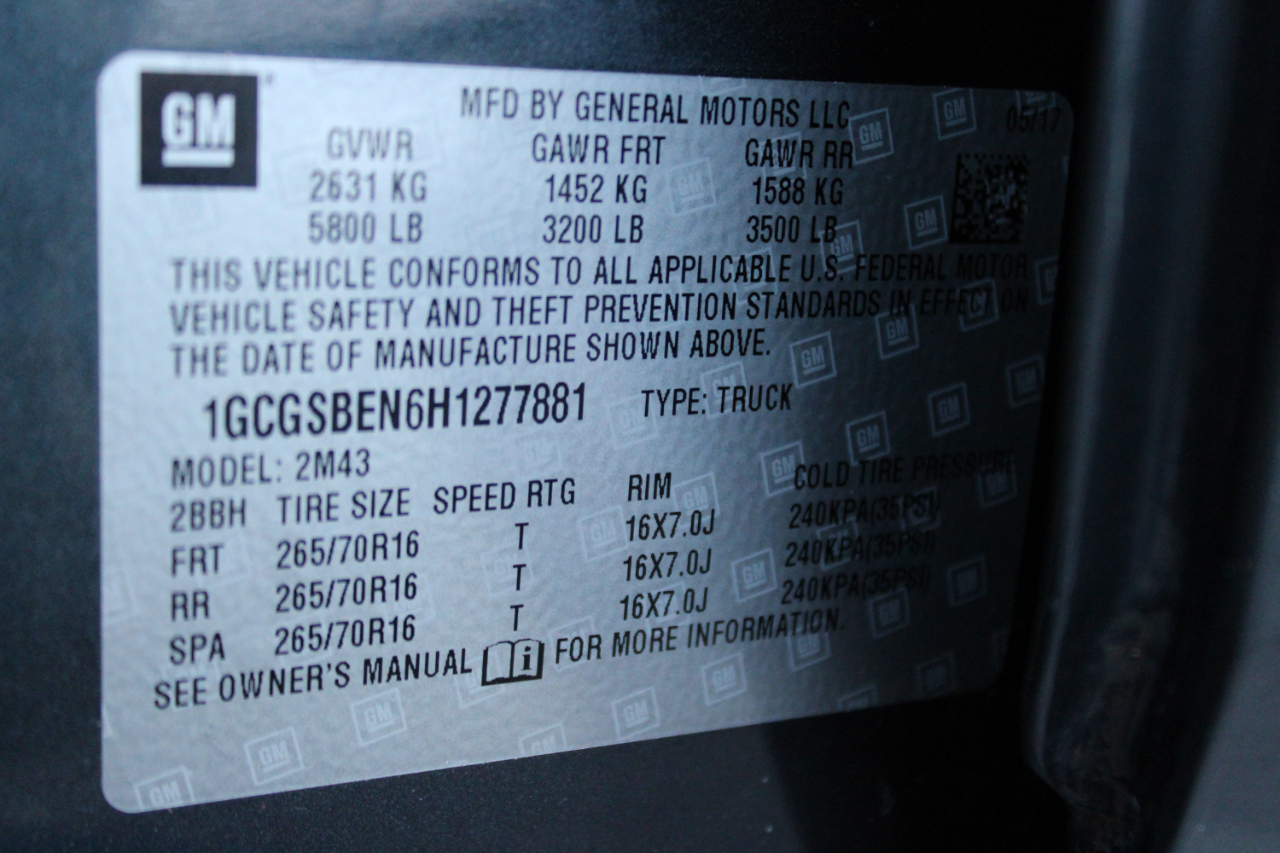 GM
MFD BY GENERAL MOTORS LLC 05/17
GVWR GAWR FRT GAWR RR
2631 KG 1452 KG 1588 KG
5800 LB 3200 LB 3500 LB
THIS VEHICLE CONFORMS TO ALL APPLICABLE U.S. FEDERAL MOTOR
VEHICLE SAFETY AND THEFT PREVENTION STANDARDS IN EFFECT ON
THE DATE OF MANUFACTURE SHOWN ABOVE.
1GCGSBEN6H1277881 TYPE: TRUCK
MODEL: 2M43
2BBH TIRE SIZE SPEED RTG RIM COLD TIRE PRESSURE
FRT 265/70R16 T 16X7.0J 240KPA(35PSI)
RR 265/70R16 T 16X7.0J 240KPA(35PSI)
SPA 265/70R16 T 16X7.0J 240KPA(35PSI)
SEE OWNER'S MANUAL i FOR MORE INFORMATION.